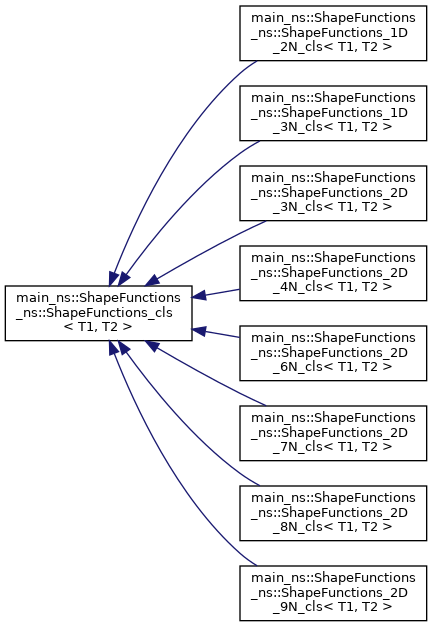 main_ns::ShapeFunctions
_ns::ShapeFunctions_1D
_2N_cls< T1, T2 >
main_ns::ShapeFunctions
_ns::ShapeFunctions_1D
_3N_cls< T1, T2 >
main_ns::ShapeFunctions
_ns::ShapeFunctions_2D
_3N_cls< T1, T2 >
main_ns::ShapeFunctions
_ns::ShapeFunctions_2D
_4N_cls< T1, T2 >
main_ns::ShapeFunctions
_ns::ShapeFunctions_cls
< T1, T2 >
main_ns::ShapeFunctions
_ns::ShapeFunctions_2D
_6N_cls< T1, T2 >
main_ns::ShapeFunctions
_ns::ShapeFunctions_2D
_7N_cls< T1, T2 >
main_ns::ShapeFunctions
_ns::ShapeFunctions_2D
_8N_cls< T1, T2 >
main_ns::ShapeFunctions
_ns::ShapeFunctions_2D
_9N_cls< T1, T2 >